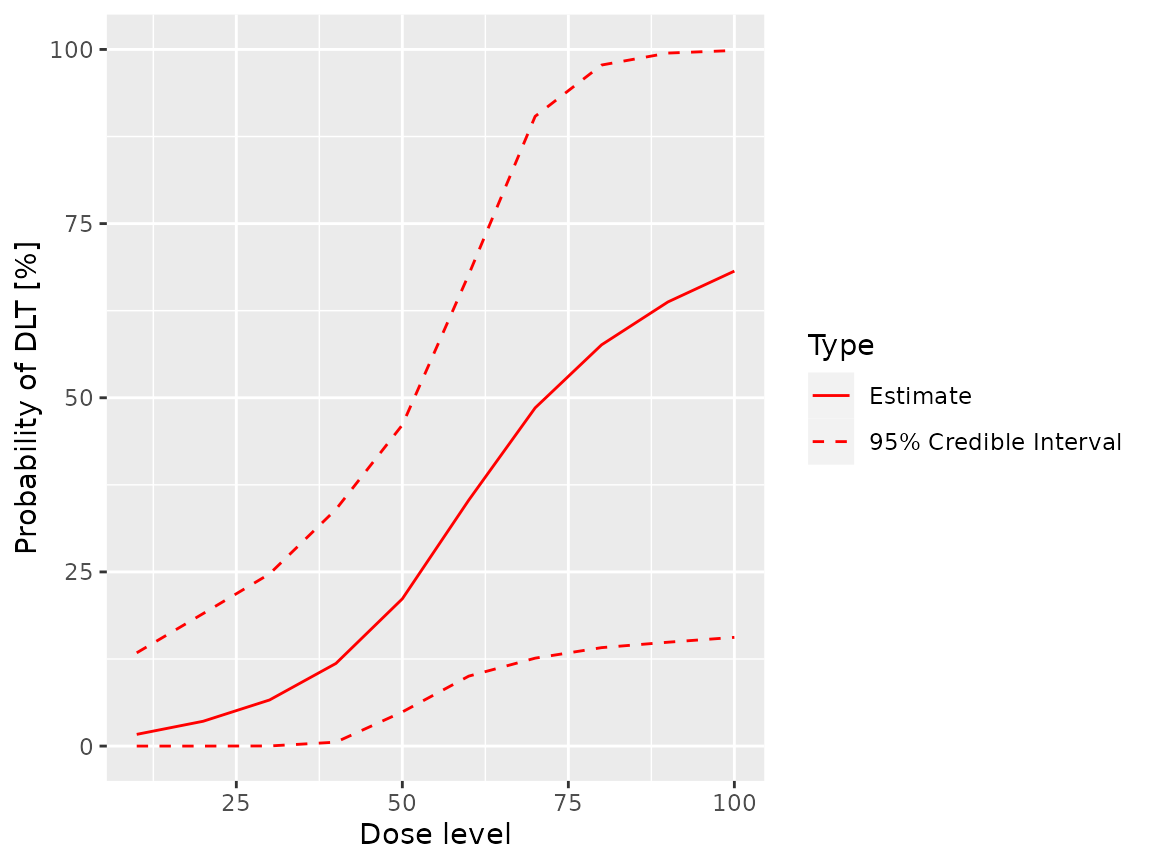 100
75
50
25
0
Probability of DLT [%]
25
50
75
100
Dose level
Type
Estimate
95% Credible Interval